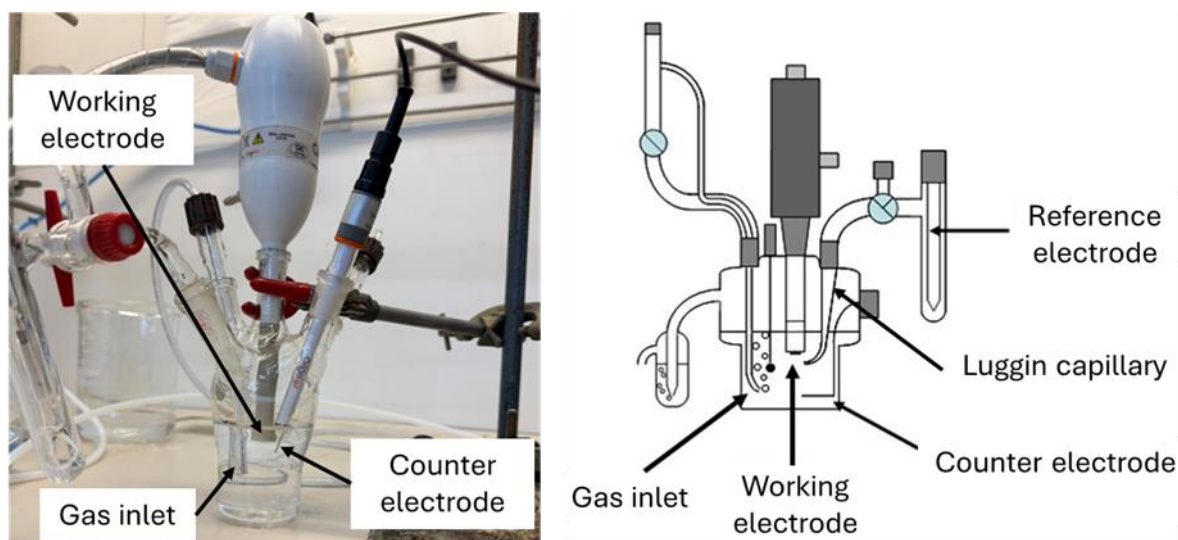 Working
electrode
Gas inlet
Counter
electrode
Reference
electrode
Luggin capillary
Counter electrode
Gas inlet
Working
electrode